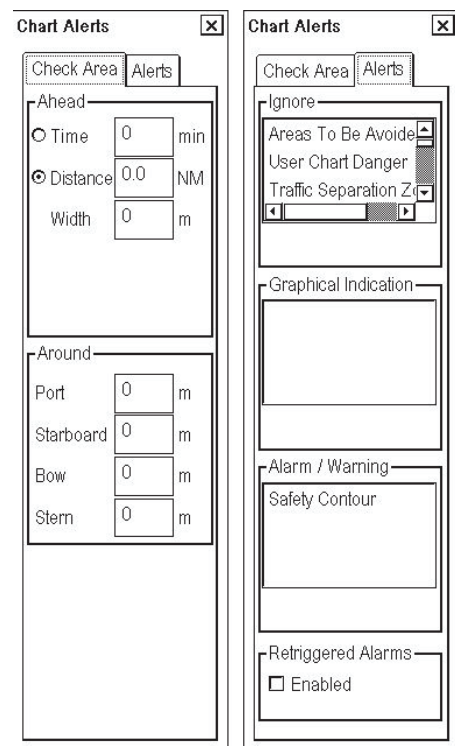 Chart Alerts
Check Area Alerts
Ahead
Time 0 min
Distance 0.0 NM
Width 0 m
Around
Port 0 m
Starboard 0 m
Bow 0 m
Stern 0 m
Chart Alerts
Check Area Alerts
Ignore
Areas To Be Avoide
User Chart Danger
Traffic Separation Zo
Graphical Indication
Alarm / Warning
Safety Contour
Retriggered Alarms
Enabled